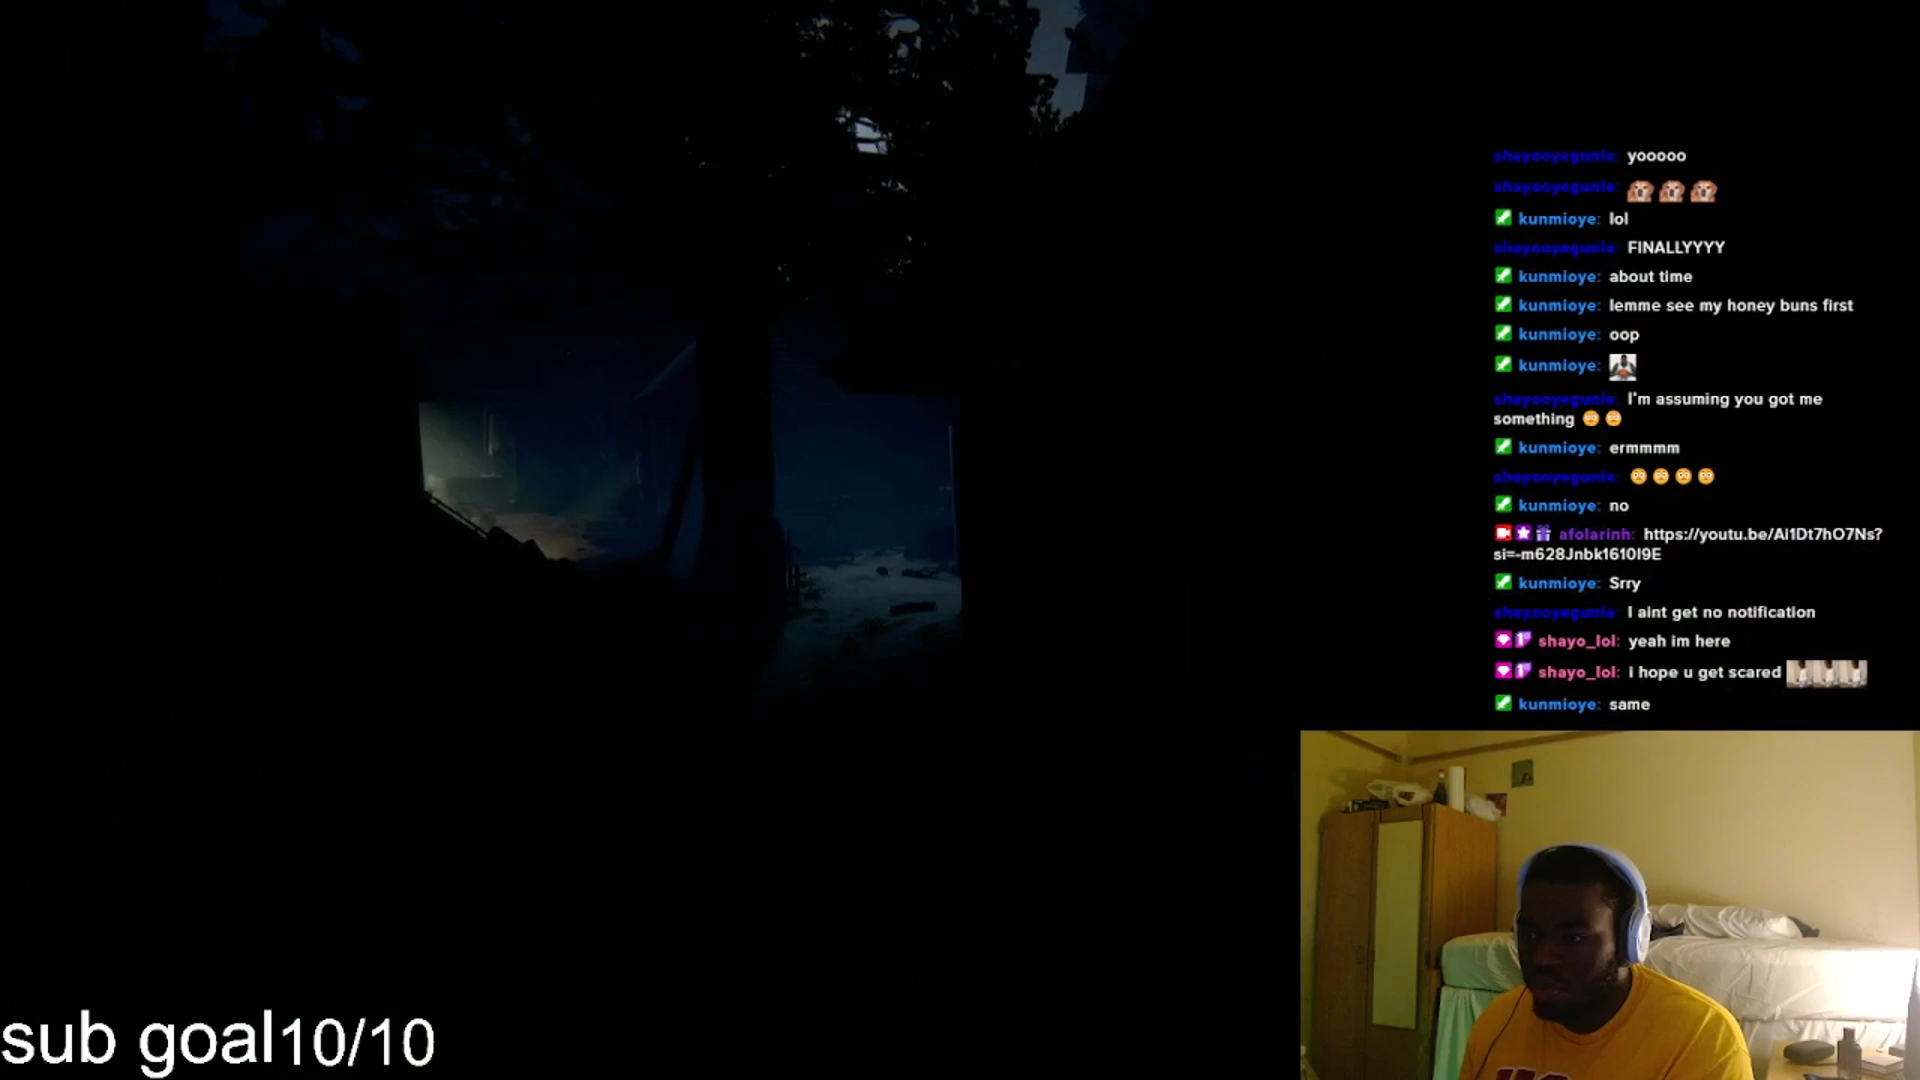 shayooyegunle: yooooo
shayooyegunle:
kunmioye: lol
shayooyegunle: FINALLYYYY
kunmioye: about time
kunmioye: lemme see my honey buns first
kunmioye: oop
kunmioye:
shayooyegunle: I'm assuming you got me
something
kunmioye: ermmmm
shayooyegunle:
kunmioye: no
afolarinh: https://youtu.be/Al1Dt7hO7Ns?
si=-m628Jnbk1610I9E
kunmioye: Srry
shayooyegunle: I aint get no notification
shayo_lol: yeah im here
shayo_lol: i hope u get scared
kunmioye: same
sub goal10/10